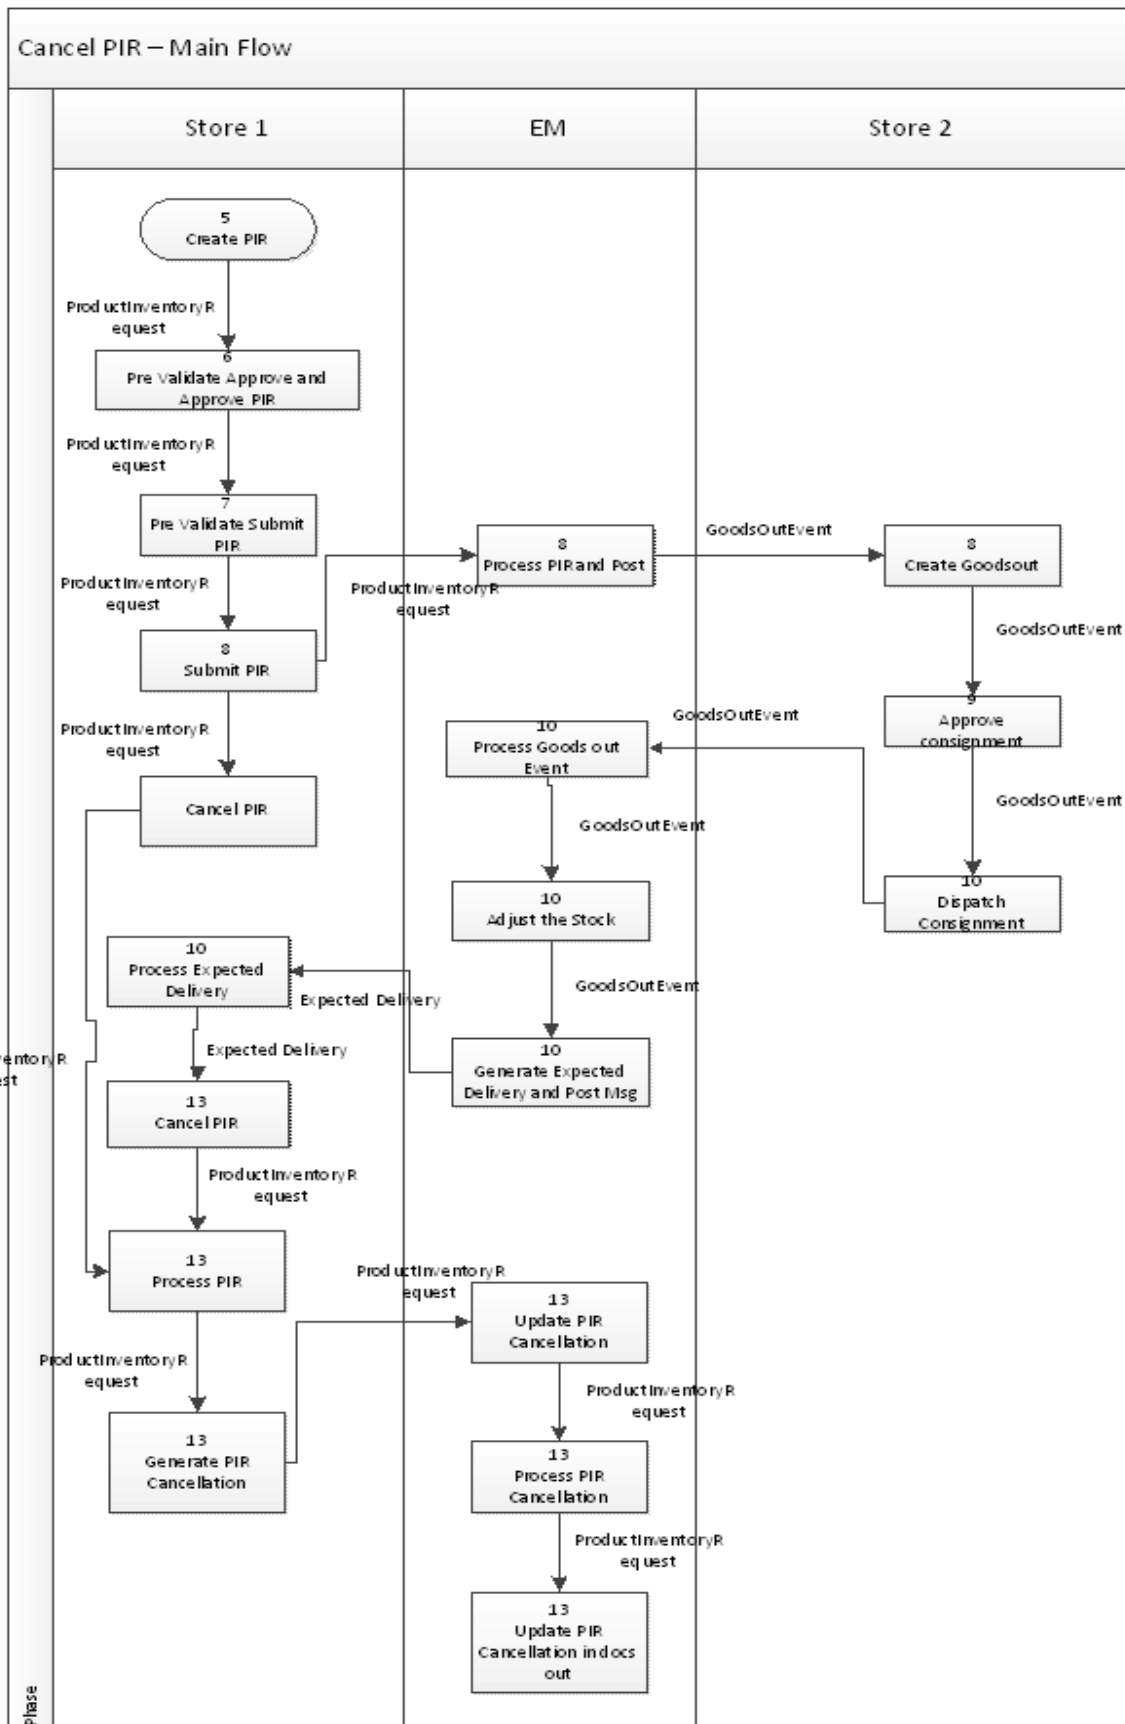 Cancel PIR – Main Flow
Store 1
EM
Store 2
5
Create PIR
ProductInventoryR
equest
6
Pre Validate Approve and
Approve PIR
ProductInventoryR
equest
7
Pre Validate Submit
PIR
ProductInventoryR
equest
8
Submit PIR
ProductInventoryR
equest
8
Process PIR and Post
GoodsOutEvent
8
Create Goodsout
GoodsOutEvent
9
Approve
consignment
GoodsOutEvent
10
Dispatch
Consignment
GoodsOutEvent
10
Process Goods out
Event
GoodsOutEvent
10
Adjust the Stock
GoodsOutEvent
10
Generate Expected
Delivery and Post Msg
Expected Delivery
ProductInventoryR
equest
Cancel PIR
10
Process Expected
Delivery
Expected Delivery
entoryR
est
13
Cancel PIR
ProductInventoryR
equest
13
Process PIR
ProductInventoryR
equest
13
Generate PIR
Cancellation
ProductInventoryR
equest
13
Update PIR
Cancellation
ProductInventoryR
equest
13
Process PIR
Cancellation
ProductInventoryR
equest
13
Update PIR
Cancellation in docs
out
Phase